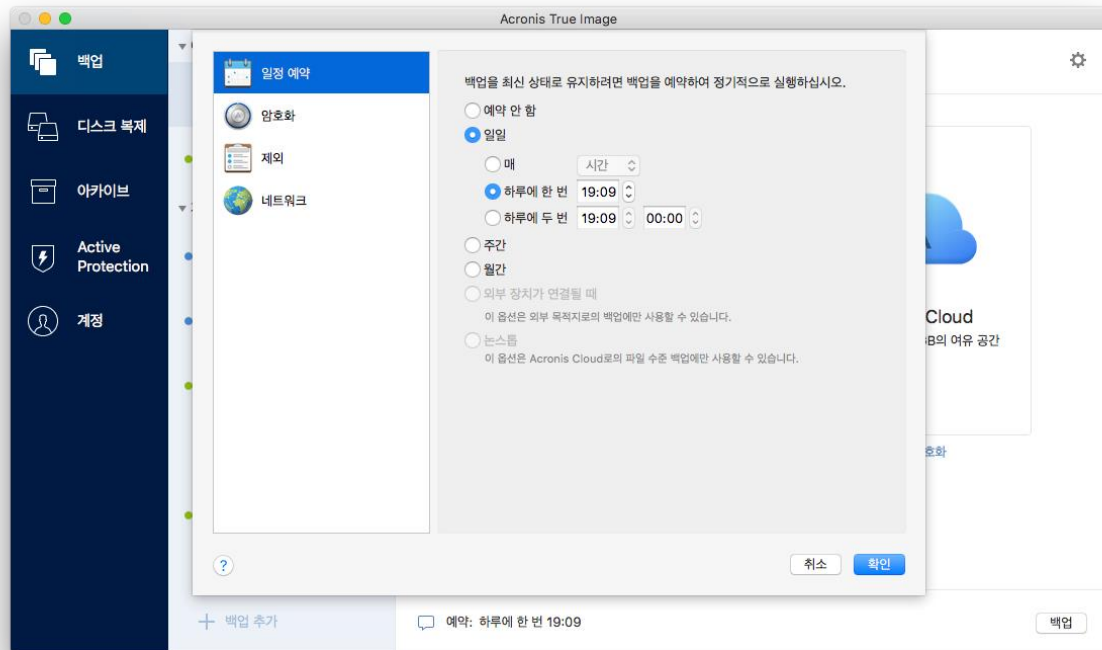 Acronis True Image
백업
디스크 복제
아카이브
Active
Protection
계정
일정 예약
암호화
제외
네트워크
백업을 최신 상태로 유지하려면 백업을 예약하여 정기적으로 실행하십시오.
예약 안 함
일일
매 시간
하루에 한 번 19:09
하루에 두 번 19:09 00:00
주간
월간
외부 장치가 연결될 때
이 옵션은 외부 목적지로의 백업에만 사용할 수 있습니다.
논스톱
이 옵션은 Acronis Cloud로의 파일 수준 백업에만 사용할 수 있습니다.
Cloud
GB의 여유 공간
호화
?
취소 확인
백업 추가
예약: 하루에 한 번 19:09
백업